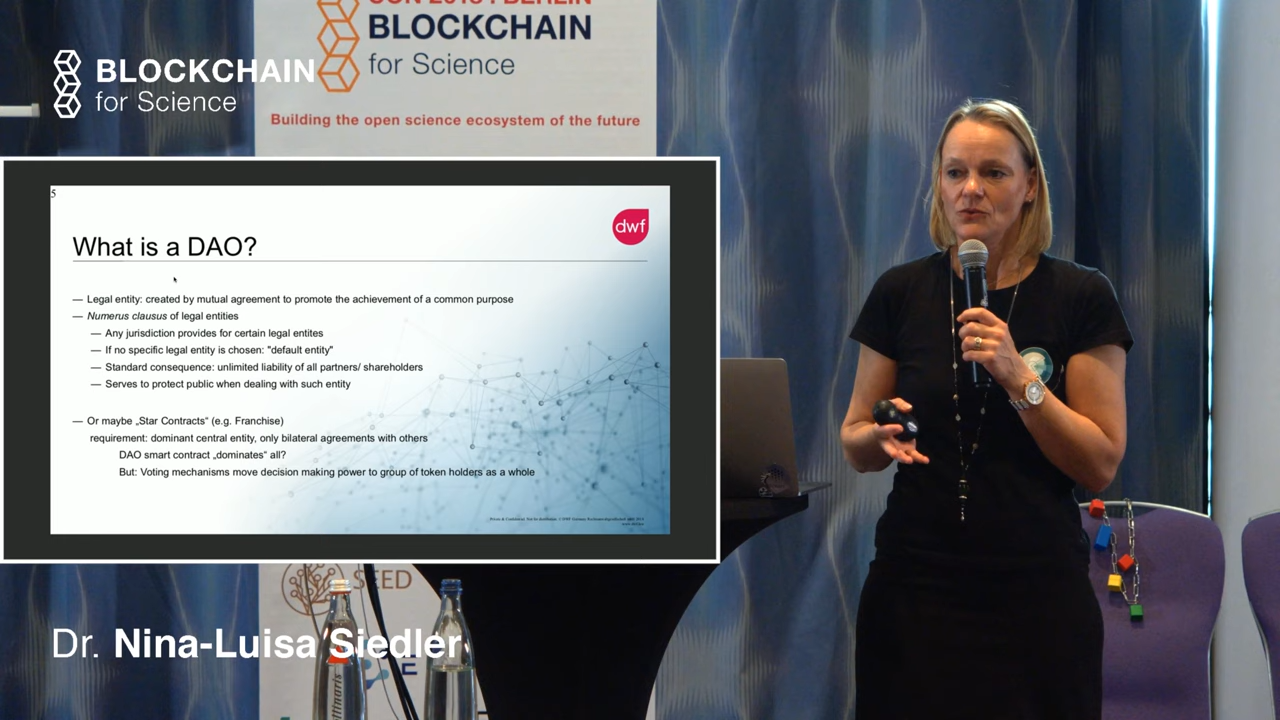 CON 2018 I BERLIN
BLOCKCHAIN
for Science
Building the open science ecosystem of the future
BLOCKCHAIN
for Science
5
dwf
What is a DAO?
— Legal entity: created by mutual agreement to promote the achievement of a common purpose
— Numerus clausus of legal entities
— Any jurisdiction provides for certain legal entites
— If no specific legal entity is chosen: "default entity"
— Standard consequence: unlimited liability of all partners/ shareholders
— Serves to protect public when dealing with such entity
— Or maybe „Star Contracts“ (e.g. Franchise)
requirement: dominant central entity, only bilateral agreements with others
DAO smart contract „dominates“ all?
But: Voting mechanisms move decision making power to group of token holders as a whole
SEED
Dr. Nina-Luisa Siedler
E